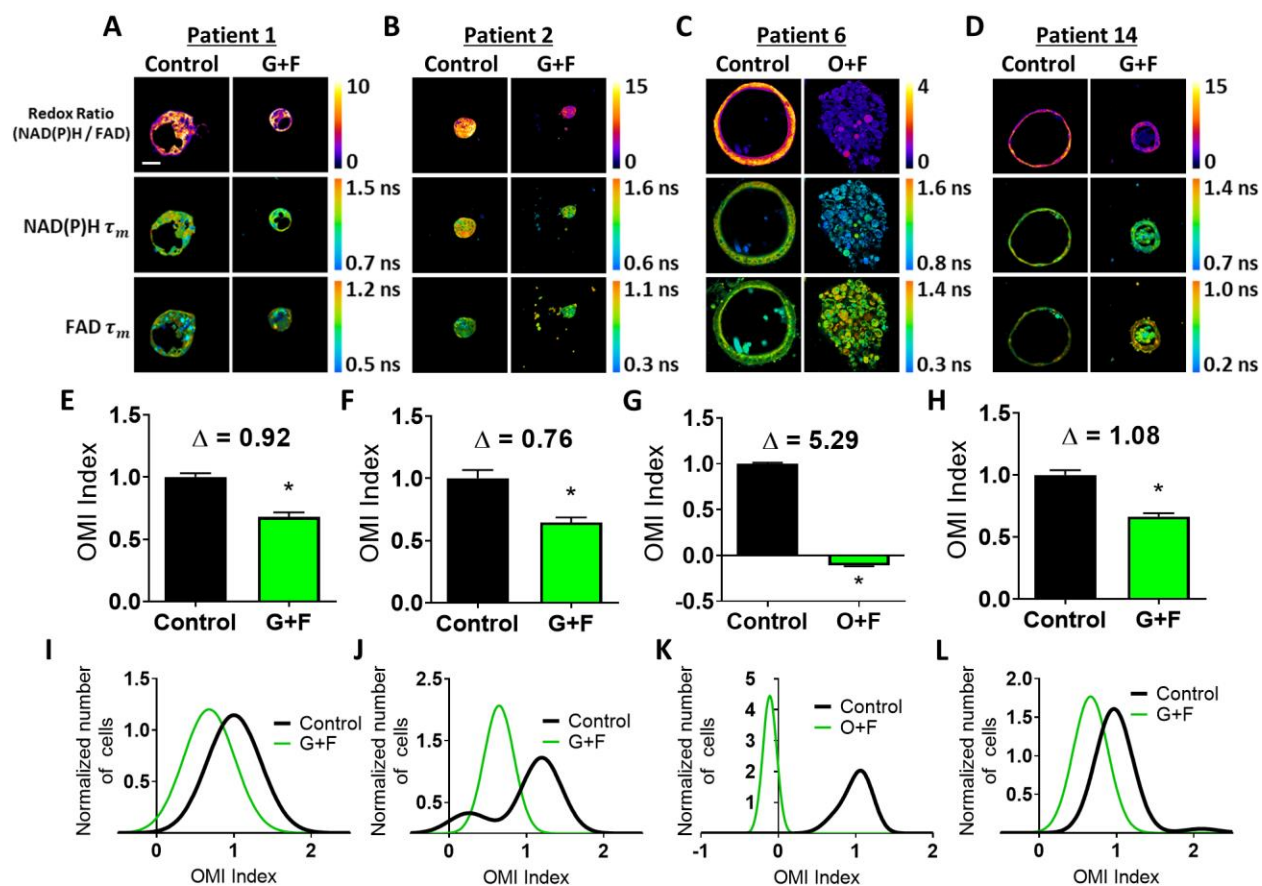 A Patient 1 B Patient 2 C Patient 6 D Patient 14
Control G+F Control G+F Control O+F Control G+F
Redox Ratio
(NAD(P)H / FAD)
10
0
15
0
4
0
15
0
NAD(P)H τm
1.5 ns
0.7 ns
1.6 ns
0.6 ns
1.6 ns
0.8 ns
1.4 ns
0.7 ns
FAD τm
1.2 ns
0.5 ns
1.1 ns
0.3 ns
1.4 ns
0.4 ns
1.0 ns
0.2 ns
E
OMI Index
1.5
1.0
0.5
0.0
Δ = 0.92
*
Control G+F
F
OMI Index
1.5
1.0
0.5
0.0
Δ = 0.76
*
Control G+F
G
OMI Index
1.5
1.0
0.5
0.0
-0.5
Δ = 5.29
*
Control O+F
H
OMI Index
1.5
1.0
0.5
0.0
Δ = 1.08
*
Control G+F
I
Normalized number
of cells
1.5
1.0
0.5
Control
G+F
0 1 2
OMI Index
J
Normalized number
of cells
2.5
1.5
0.5
Control
G+F
0 1 2
OMI Index
K
Normalized number
of cells
5
4
3
2
1
Control
O+F
-1 0 1 2
OMI Index
L
Normalized number
of cells
2.0
1.5
1.0
0.5
Control
G+F
0 1 2
OMI Index